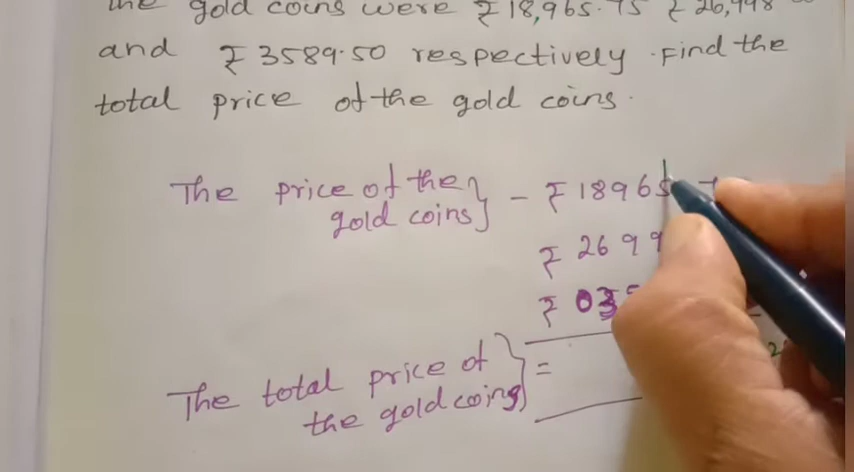 the gold coins were ₹18,965.75 ₹26,998
and ₹3589.50 respectively. Find the
total price of the gold coins.
The price of the } - ₹18965
gold coins
₹2699
₹03
The total price of } =
the gold coins